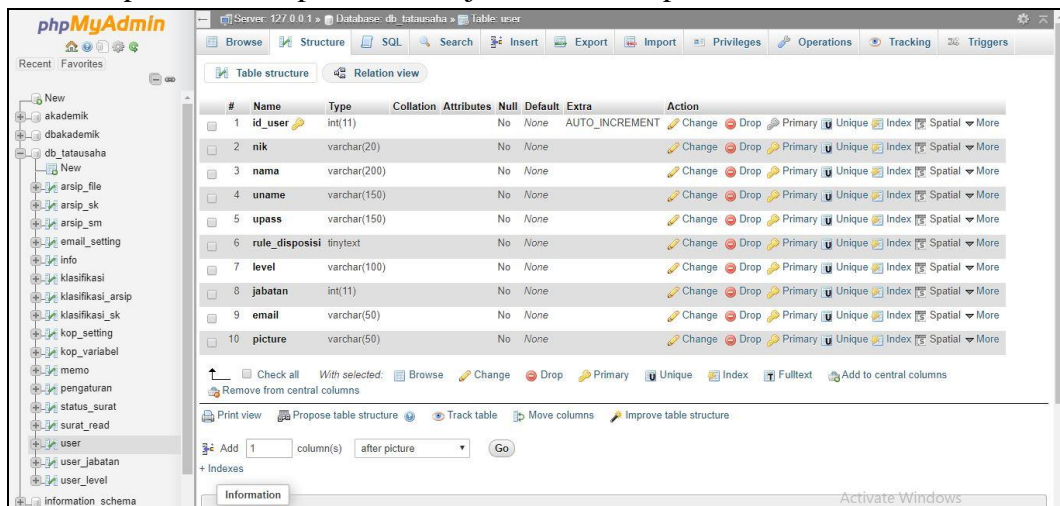 phpMyAdmin
Recent Favorites
New
akademik
dbakademik
db_tatausaha
New
arsip_file
arsip_sk
arsip_sm
email_setting
info
klasifikasi
klasifikasi_arsip
klasifikasi_sk
kop_setting
kop_variabel
memo
pengaturan
status_surat
surat_read
user
user_jabatan
user_level
information_schema
Server: 127.0.0.1 » Database: db_tatausaha » Table: user
Browse Structure SQL Search Insert Export Import Privileges Operations Tracking Triggers
Table structure Relation view
# Name Type Collation Attributes Null Default Extra Action
1 id_user int(11) No None AUTO_INCREMENT Change Drop Primary Unique Index Spatial More
2 nik varchar(20) No None Change Drop Primary Unique Index Spatial More
3 nama varchar(200) No None Change Drop Primary Unique Index Spatial More
4 uname varchar(150) No None Change Drop Primary Unique Index Spatial More
5 upass varchar(150) No None Change Drop Primary Unique Index Spatial More
6 rule_disposisi tinytext No None Change Drop Primary Unique Index Spatial More
7 level varchar(100) No None Change Drop Primary Unique Index Spatial More
8 jabatan int(11) No None Change Drop Primary Unique Index Spatial More
9 email varchar(50) No None Change Drop Primary Unique Index Spatial More
10 picture varchar(50) No None Change Drop Primary Unique Index Spatial More
Check all With selected: Browse Change Drop Primary Unique Index Fulltext Add to central columns
Remove from central columns
Print view Propose table structure Track table Move columns Improve table structure
Add 1 column(s) after picture Go
+ Indexes
Information
Activate Windows